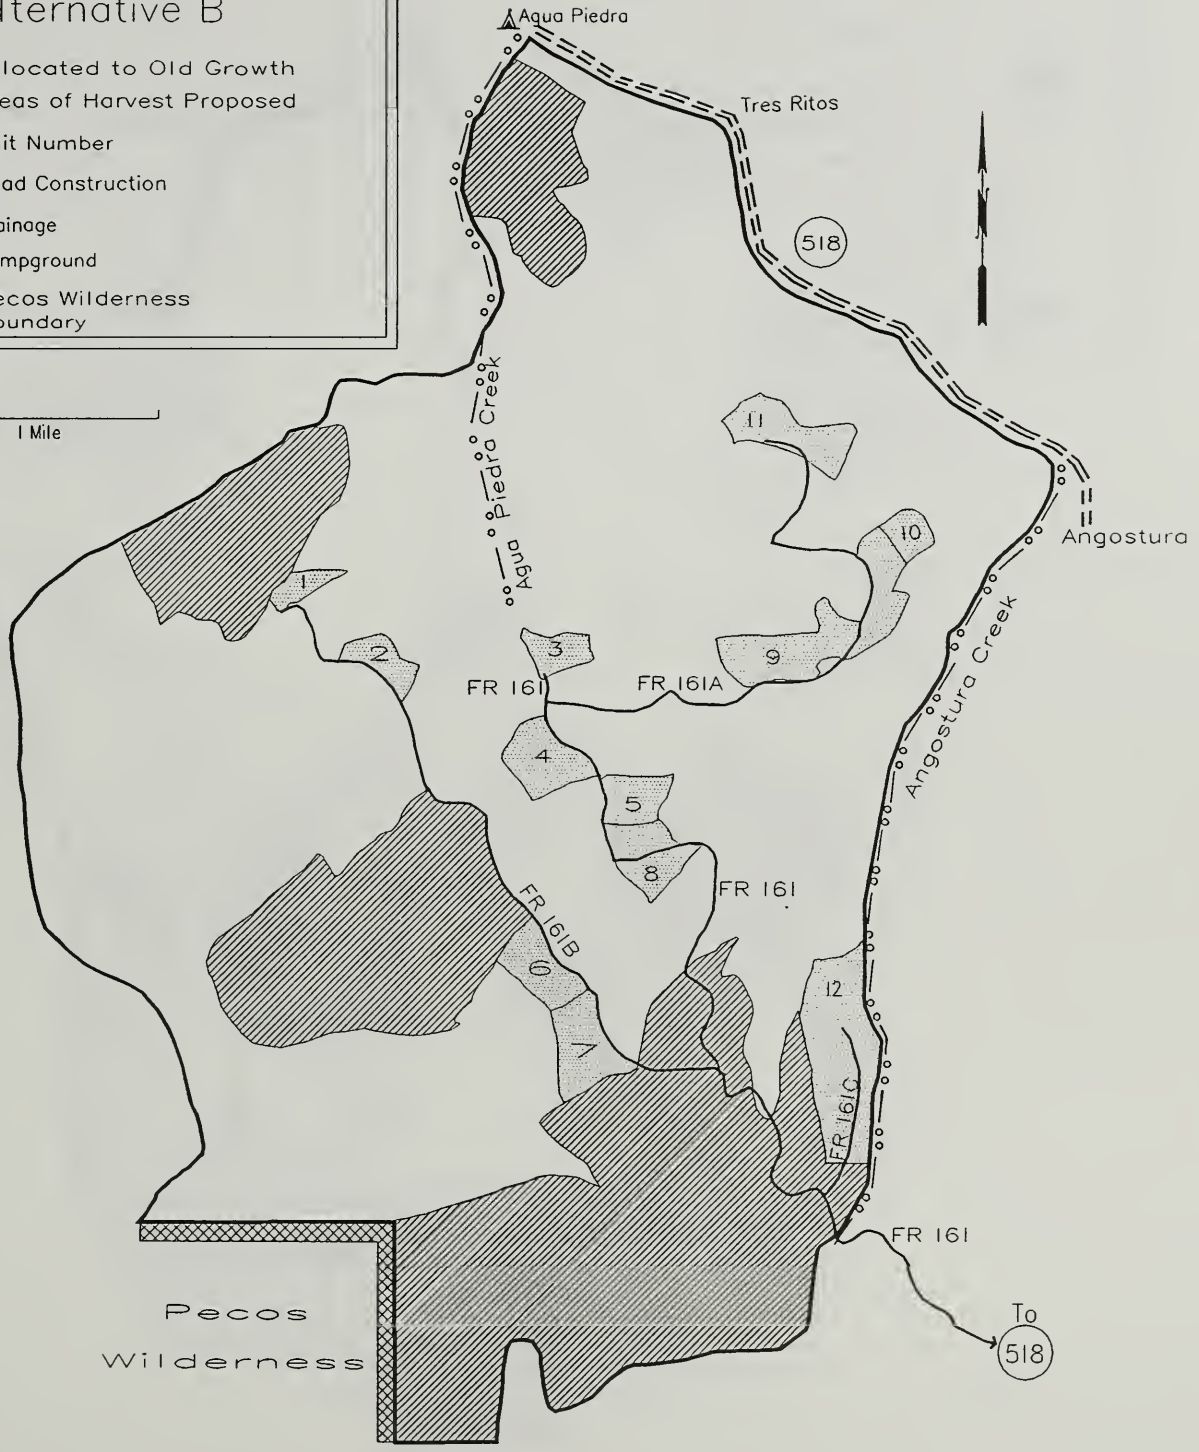 lternative B
located to Old Growth
eas of Harvest Proposed
it Number
ad Construction
ainage
mpground
ecos Wilderness
oundary
1 Mile
Agua Piedra
Tres Ritos
518
Agua Piedra Creek
11
10
Angostura
1
2
3
9
FR 161
FR 161A
Angostura Creek
4
5
8
FR 161
FR 161B
6
7
12
FR 161C
FR 161
Pecos
Wilderness
To
518
N